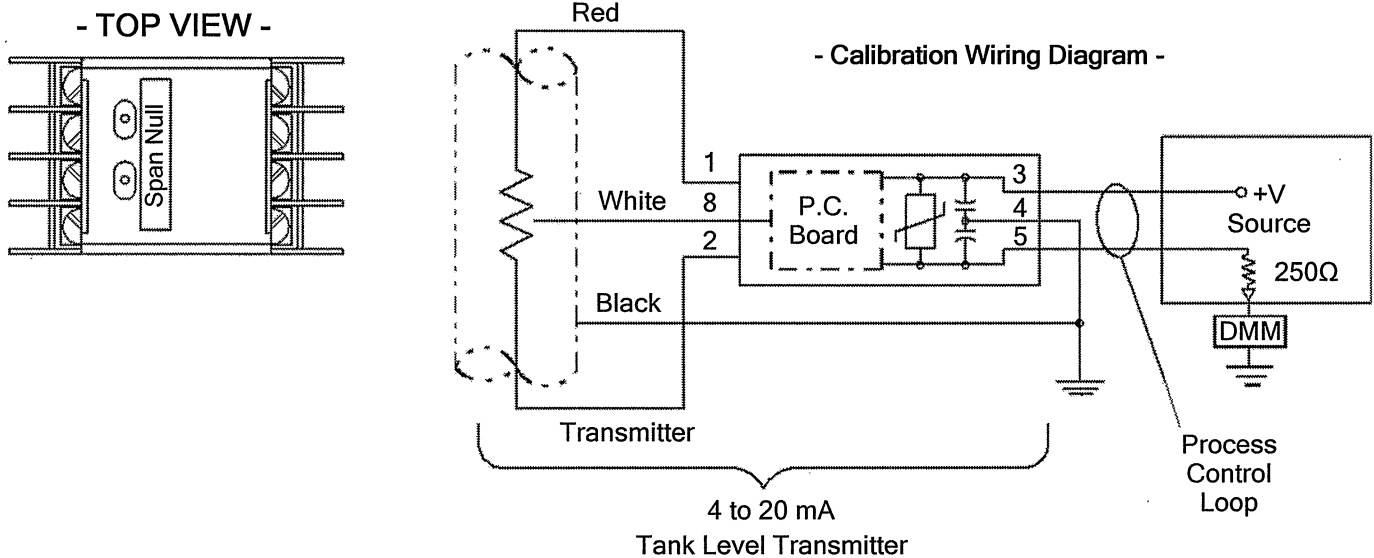 - TOP VIEW -
Span Null
Red
- Calibration Wiring Diagram -
1
White
8
2
Black
P.C.
Board
3
4
5
+V
Source
250Ω
DMM
Transmitter
Process
Control
Loop
4 to 20 mA
Tank Level Transmitter